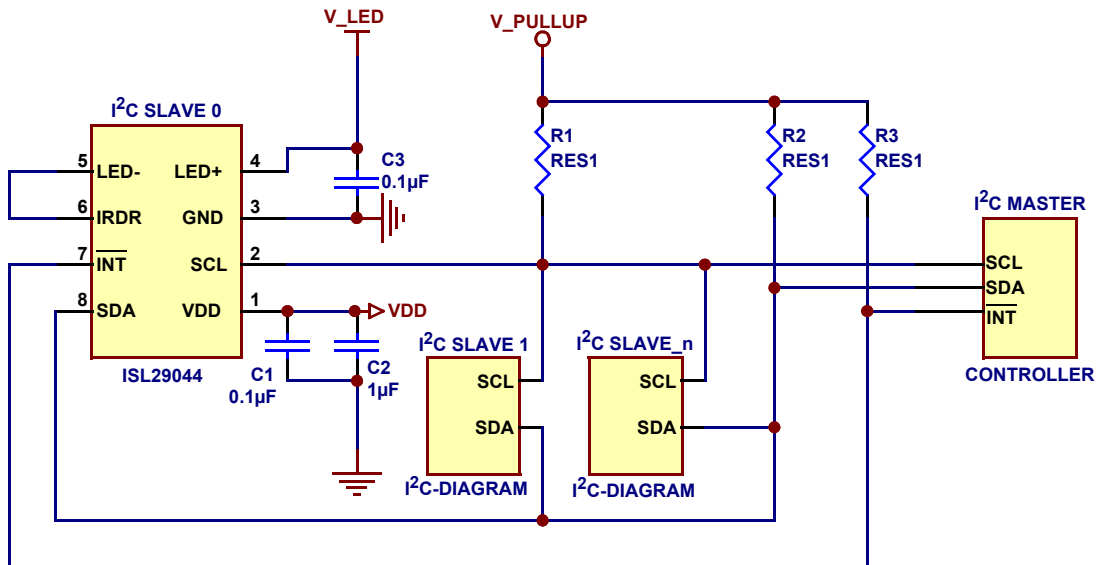 V_LED
V_PULLUP
I²C SLAVE 0
5 LED- LED+ 4
6 IRDR GND 3
7 I̅N̅T̅ SCL 2
8 SDA VDD 1
ISL29044
C3
0.1µF
VDD
C1
0.1µF
C2
1µF
R1
RES1
R2
RES1
R3
RES1
I²C SLAVE 1
SCL
SDA
I²C-DIAGRAM
I²C SLAVE_n
SCL
SDA
I²C-DIAGRAM
I²C MASTER
SCL
SDA
I̅N̅T̅
CONTROLLER